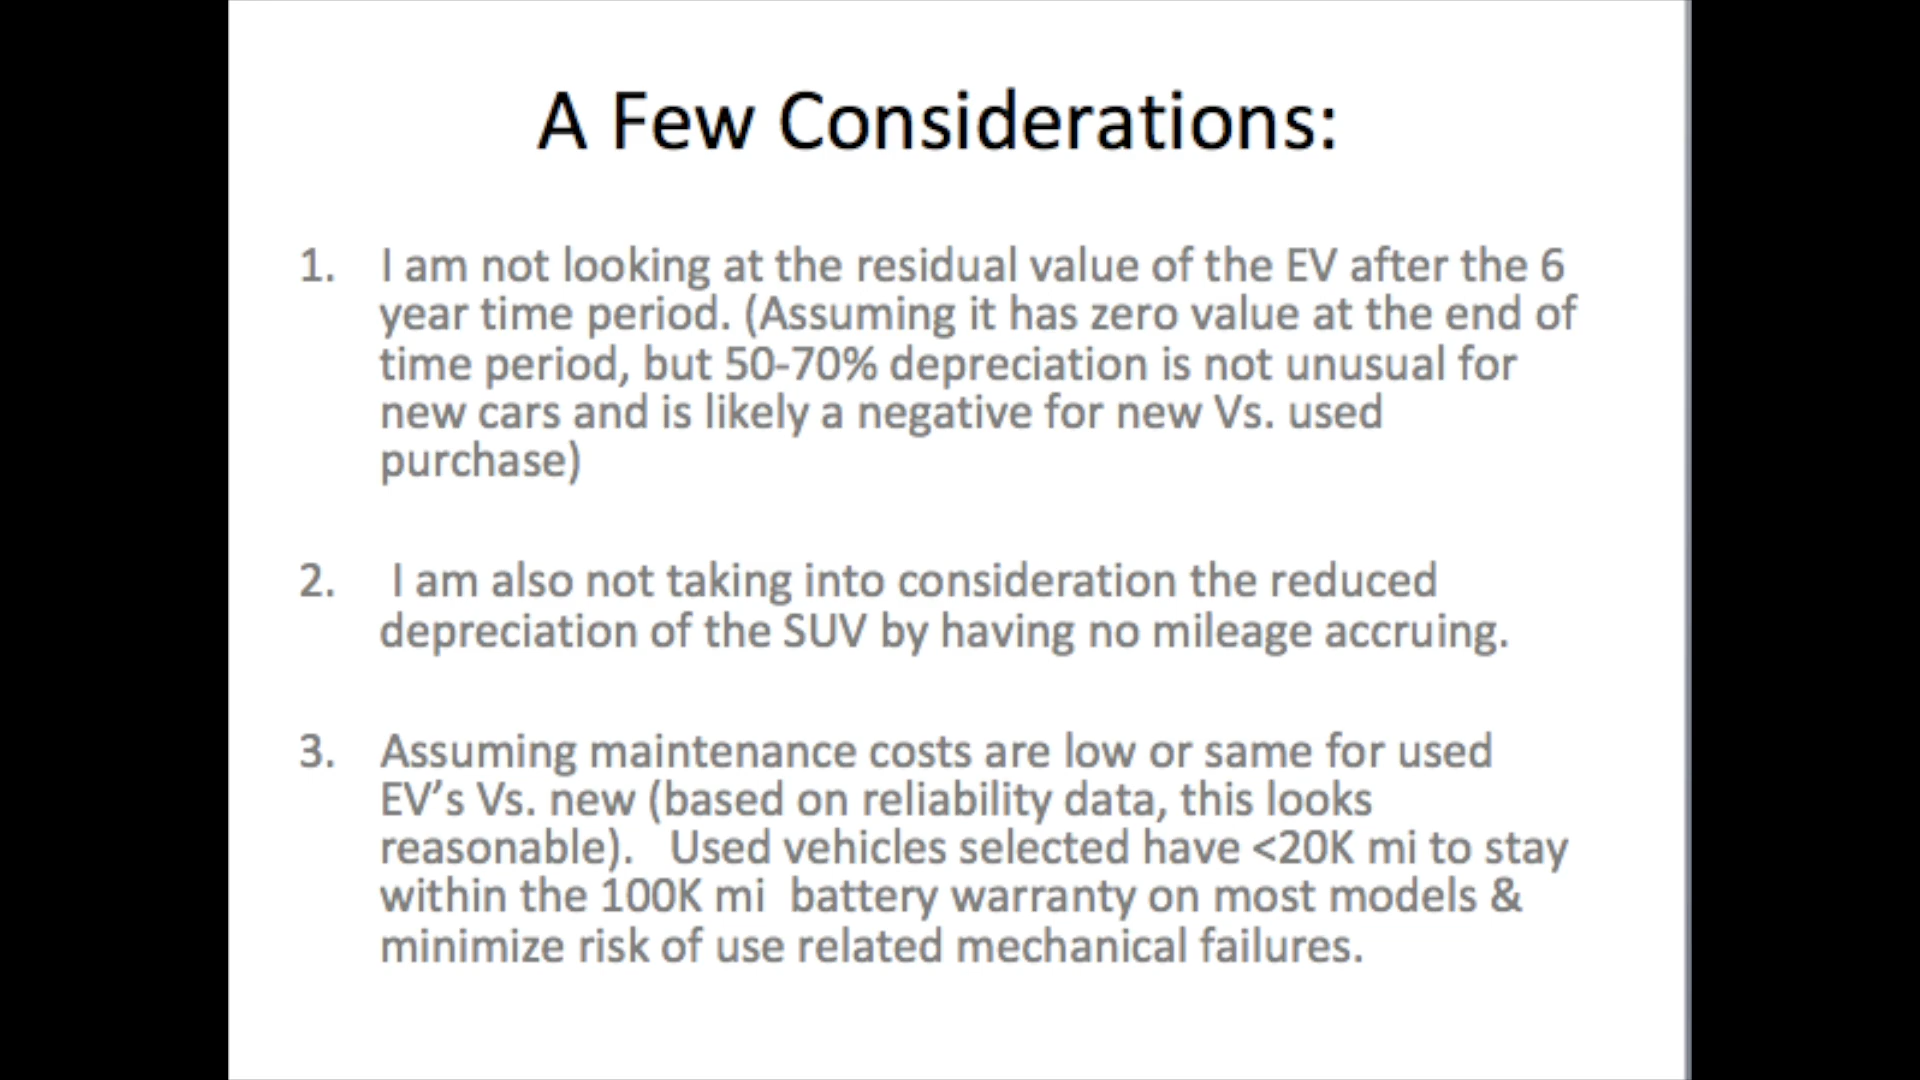 A Few Considerations:
1. I am not looking at the residual value of the EV after the 6
year time period. (Assuming it has zero value at the end of
time period, but 50-70% depreciation is not unusual for
new cars and is likely a negative for new Vs. used
purchase)
2. I am also not taking into consideration the reduced
depreciation of the SUV by having no mileage accruing.
3. Assuming maintenance costs are low or same for used
EV's Vs. new (based on reliability data, this looks
reasonable). Used vehicles selected have <20K mi to stay
within the 100K mi battery warranty on most models &
minimize risk of use related mechanical failures.